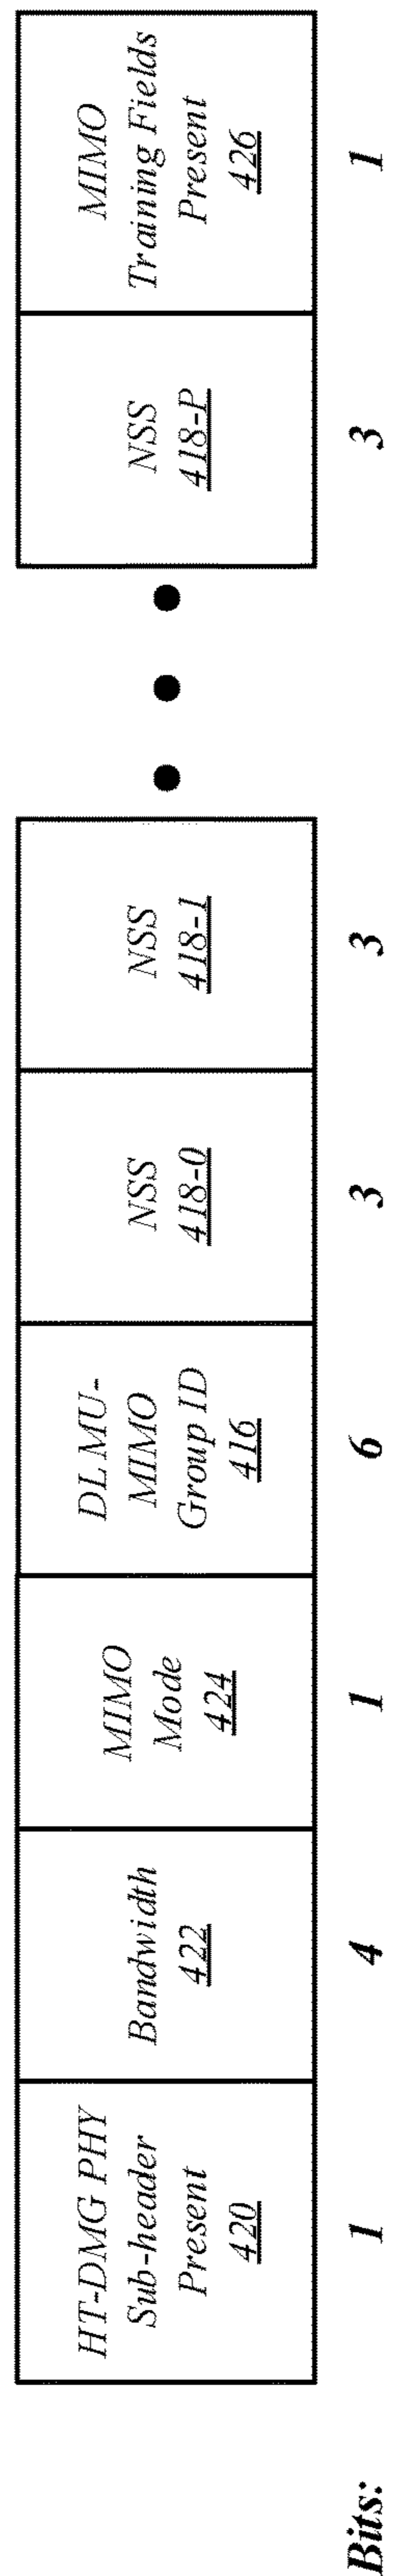 HT-DMG PHY
Sub-header
Present
420
Bandwidth
422
MIMO
Mode
424
DL MU-
MIMO
Group ID
416
NSS
418-0
NSS
418-1
NSS
418-P
MIMO
Training Fields
Present
426
Bits: 1 4 1 6 3 3 3 1